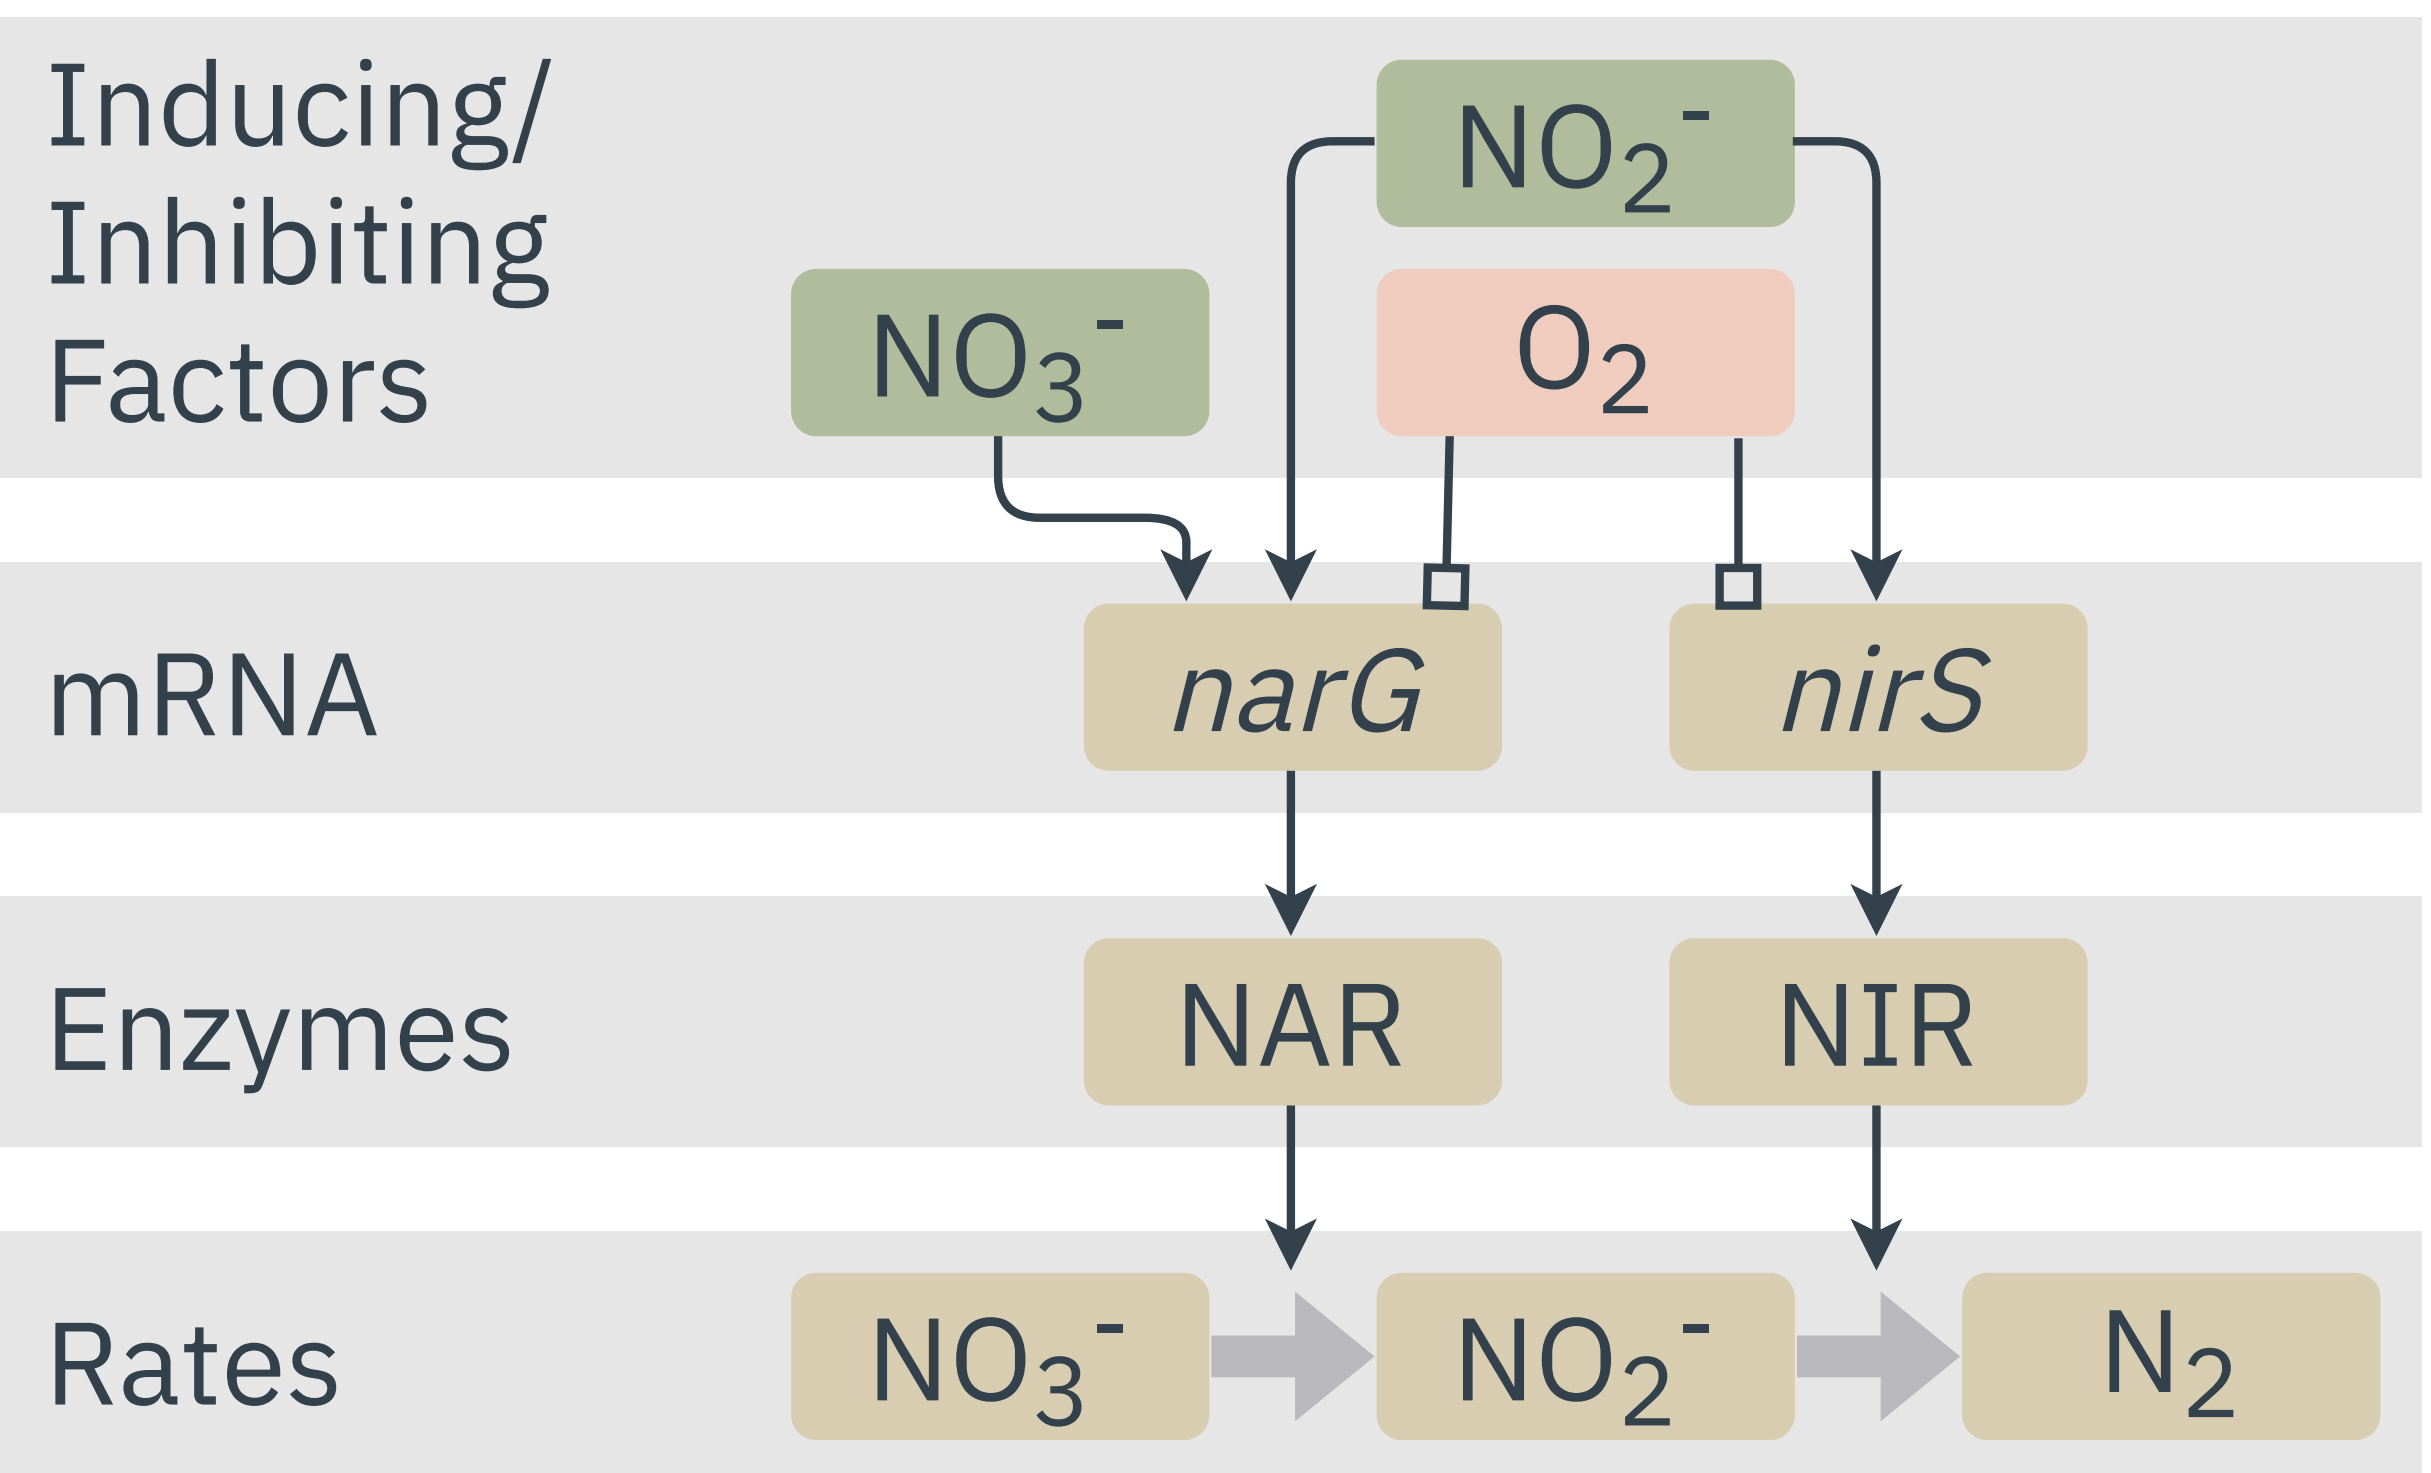 Inducing/
Inhibiting
Factors
NO₂⁻
NO₃⁻
O₂
mRNA
narG
nirS
Enzymes
NAR
NIR
Rates
NO₃⁻
NO₂⁻
N₂